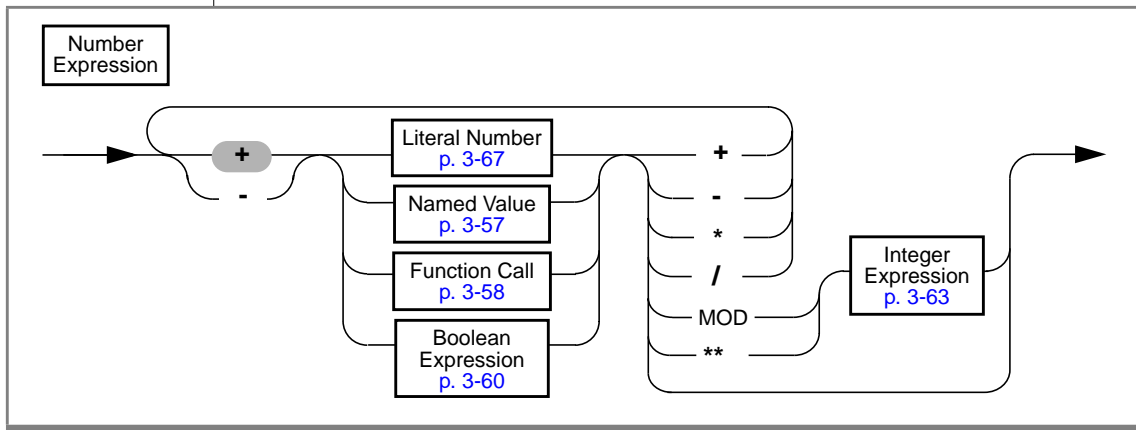 Number
Expression
+
-
Literal Number
p. 3-67
Named Value
p. 3-57
Function Call
p. 3-58
Boolean
Expression
p. 3-60
+
-
*
/
MOD
**
Integer
Expression
p. 3-63